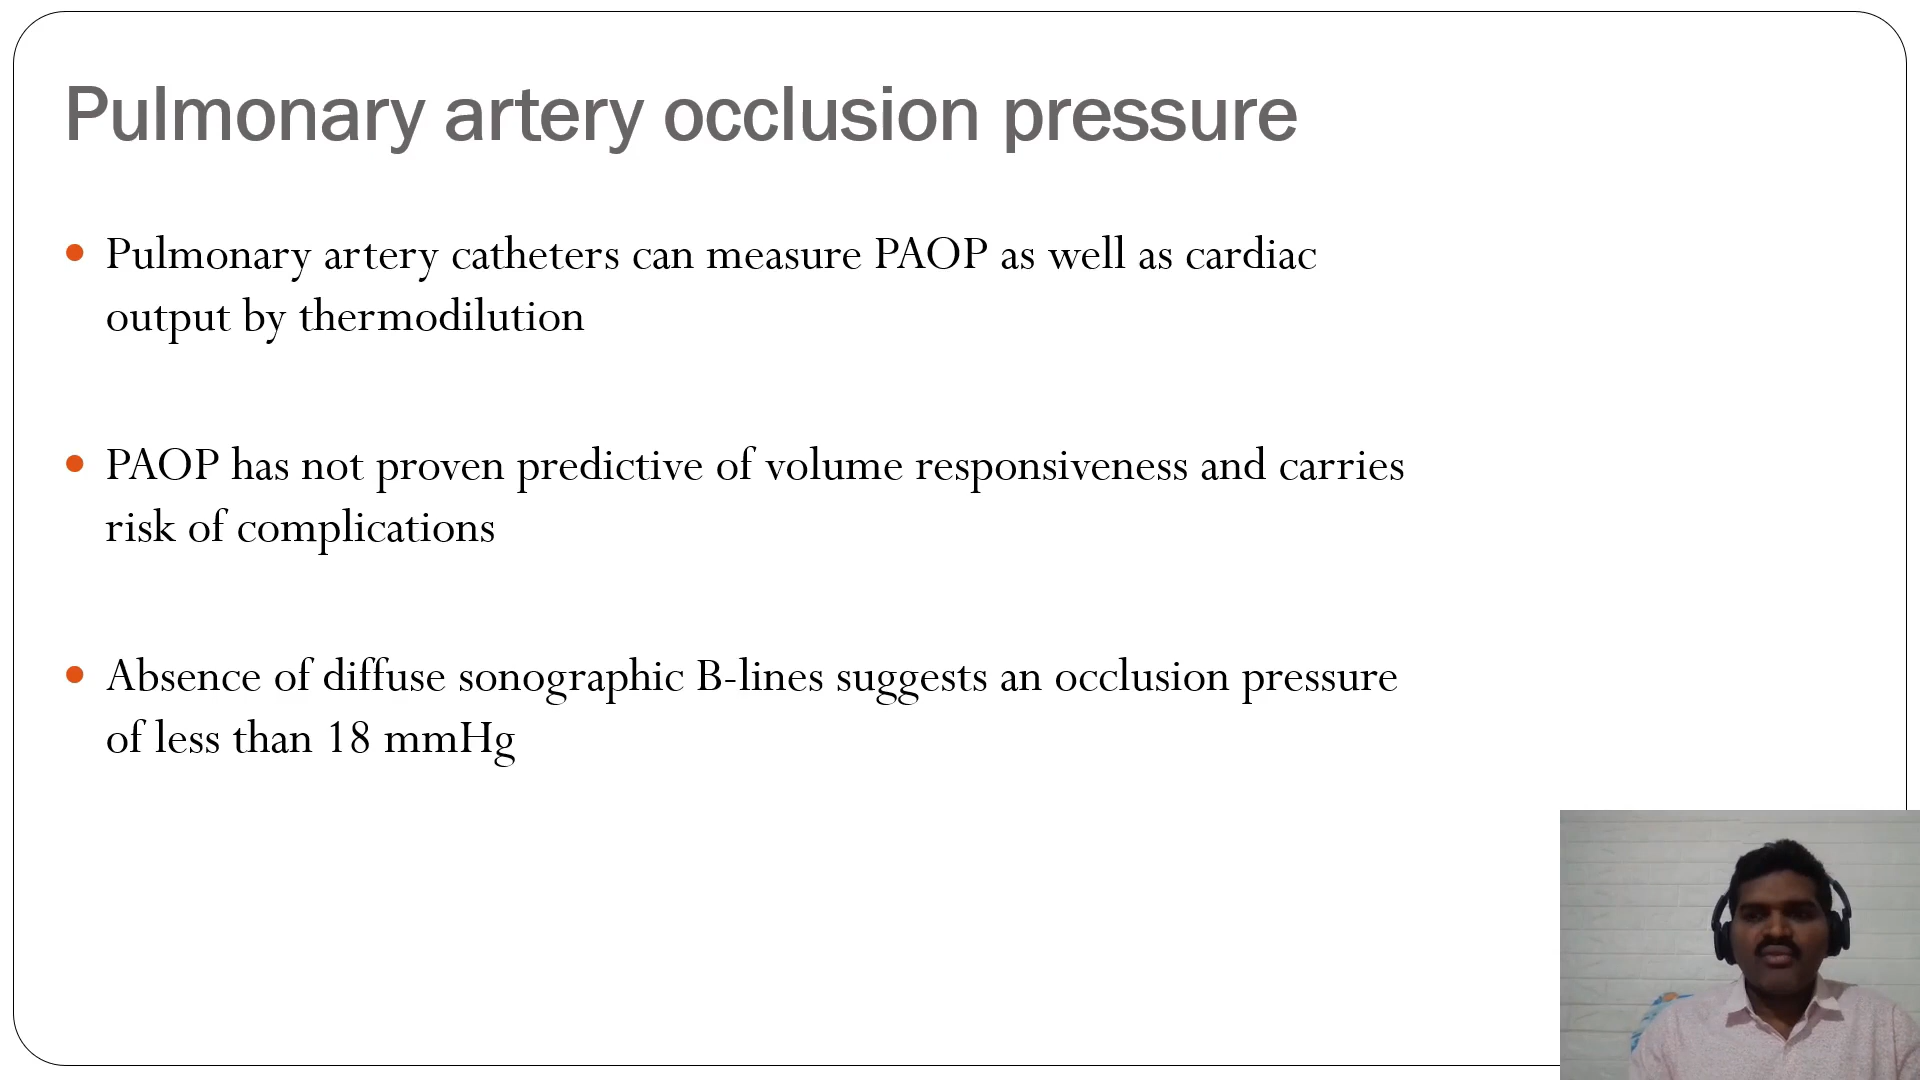 Pulmonary artery occlusion pressure
• Pulmonary artery catheters can measure PAOP as well as cardiac
output by thermodilution
• PAOP has not proven predictive of volume responsiveness and carries
risk of complications
• Absence of diffuse sonographic B-lines suggests an occlusion pressure
of less than 18 mmHg